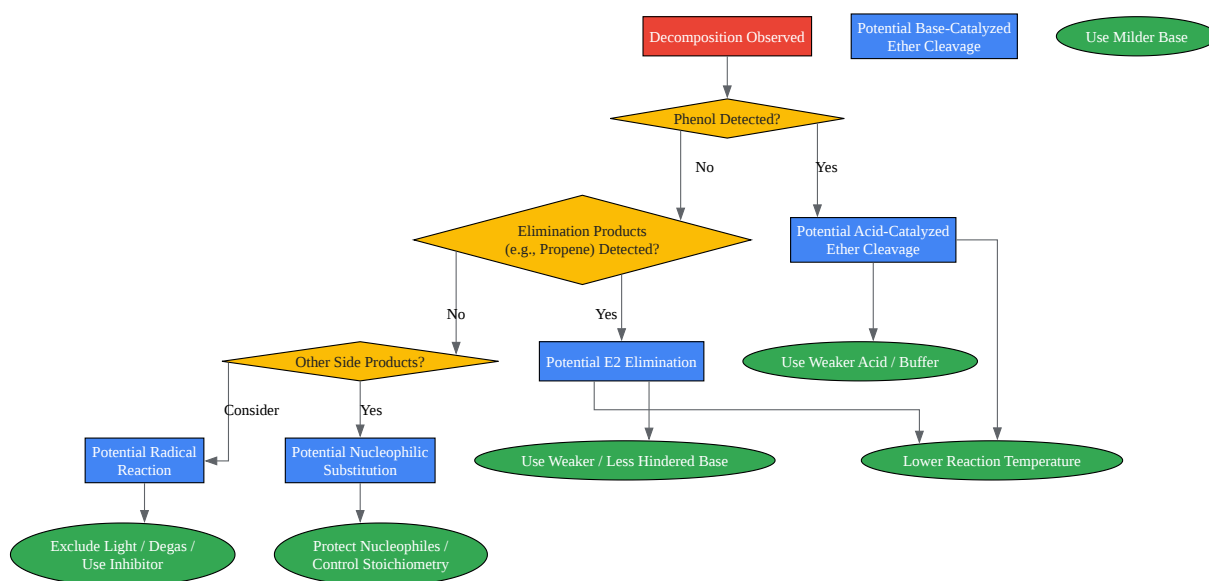 Decomposition Observed
Potential Base-Catalyzed
Ether Cleavage
Use Milder Base
Phenol Detected?
No
Yes
Elimination Products
(e.g., Propene) Detected?
Potential Acid-Catalyzed
Ether Cleavage
No
Yes
Other Side Products?
Potential E2 Elimination
Use Weaker Acid / Buffer
Consider
Yes
Potential Radical
Reaction
Potential Nucleophilic
Substitution
Use Weaker / Less Hindered Base
Lower Reaction Temperature
Exclude Light / Degas /
Use Inhibitor
Protect Nucleophiles /
Control Stoichiometry